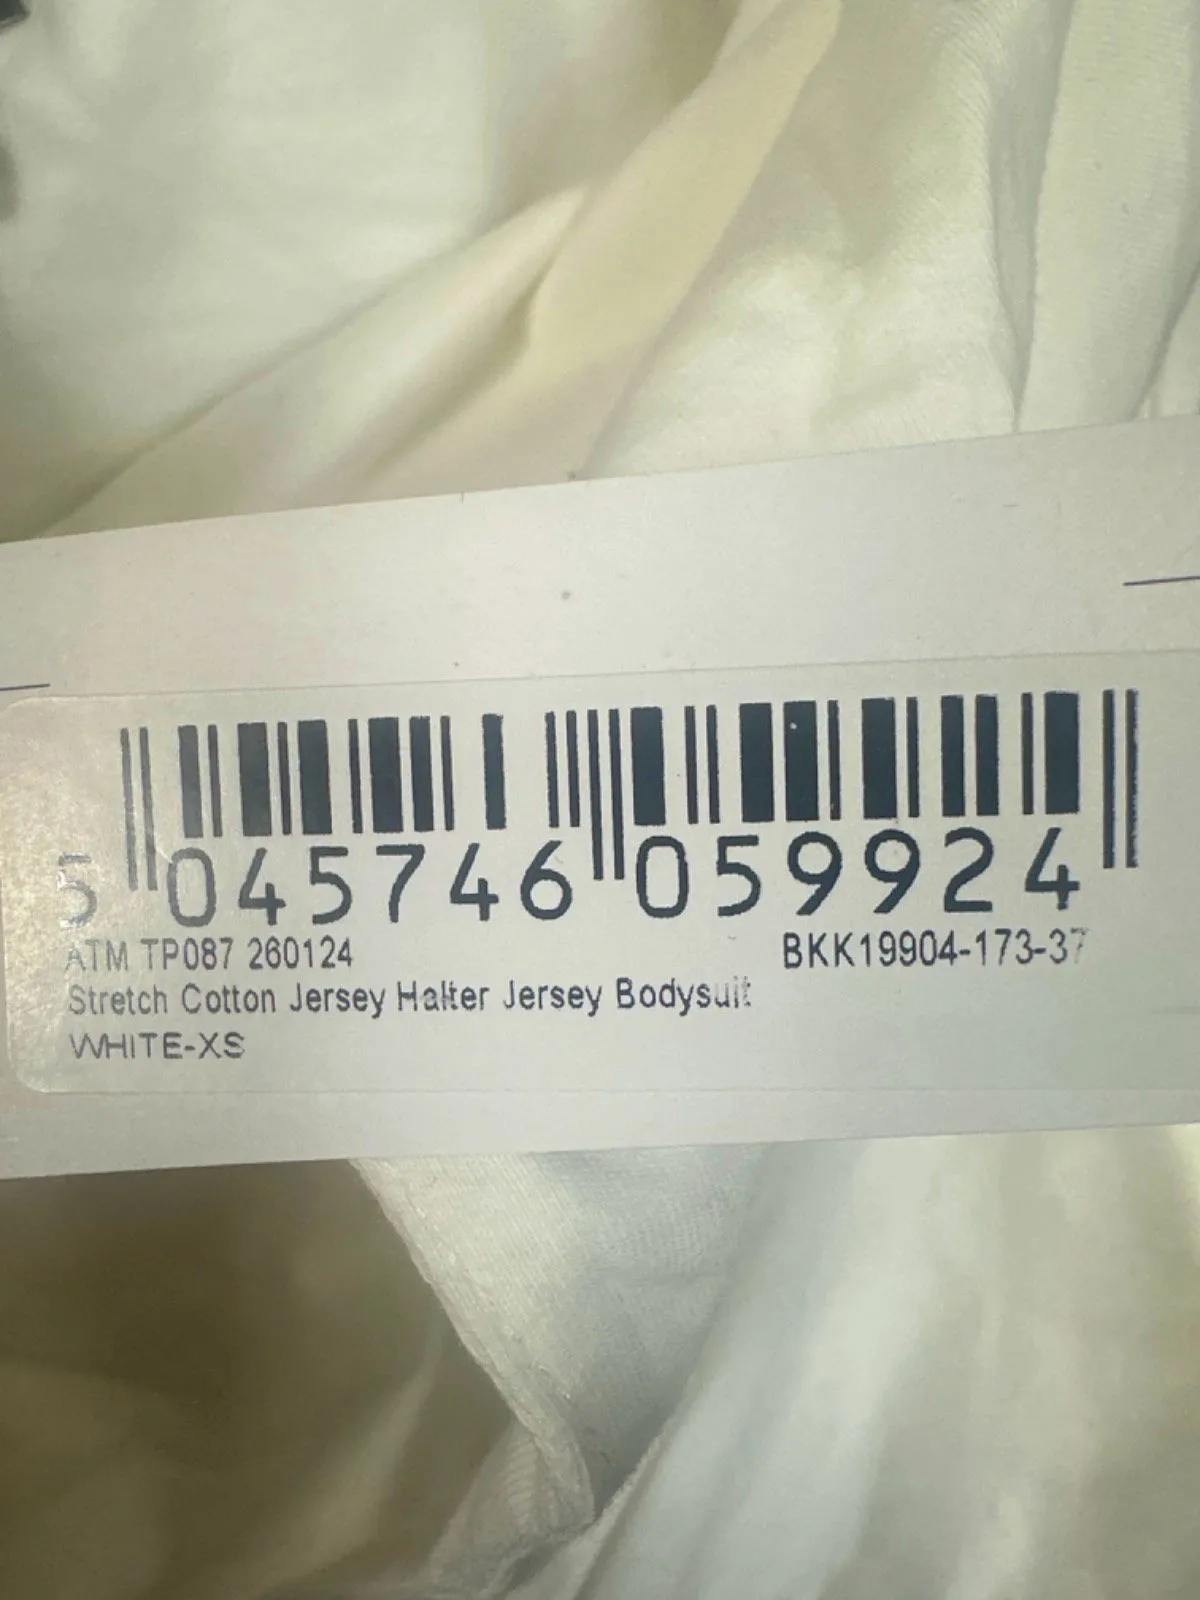 5 045746 059924
ATM TP087 260124 BKK19904-173-37
Stretch Cotton Jersey Halter Jersey Bodysuit
WHITE-XS